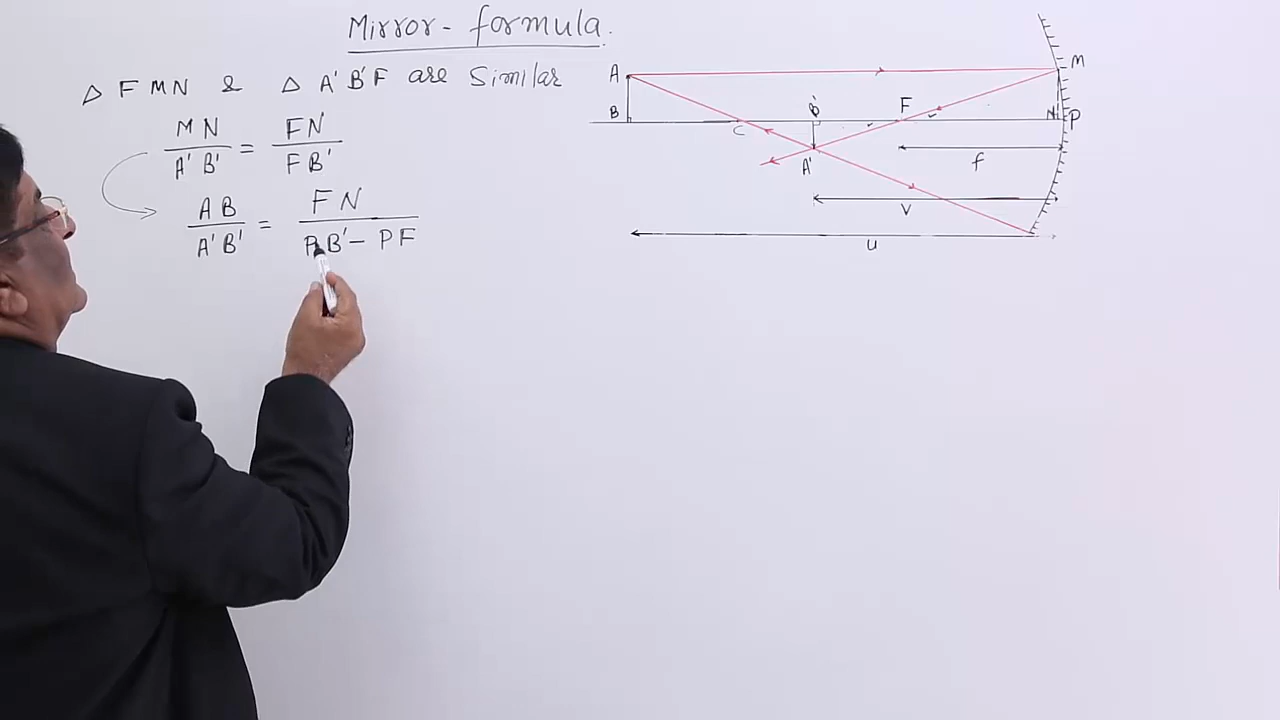 Mirror - formula.
△ FMN & △ A'B'F are Similar
MN / A'B' = FN / FB'
AB / A'B' = FN / PB' - PF
A
M
B
B'
F
N
P
C
A'
f
v
u